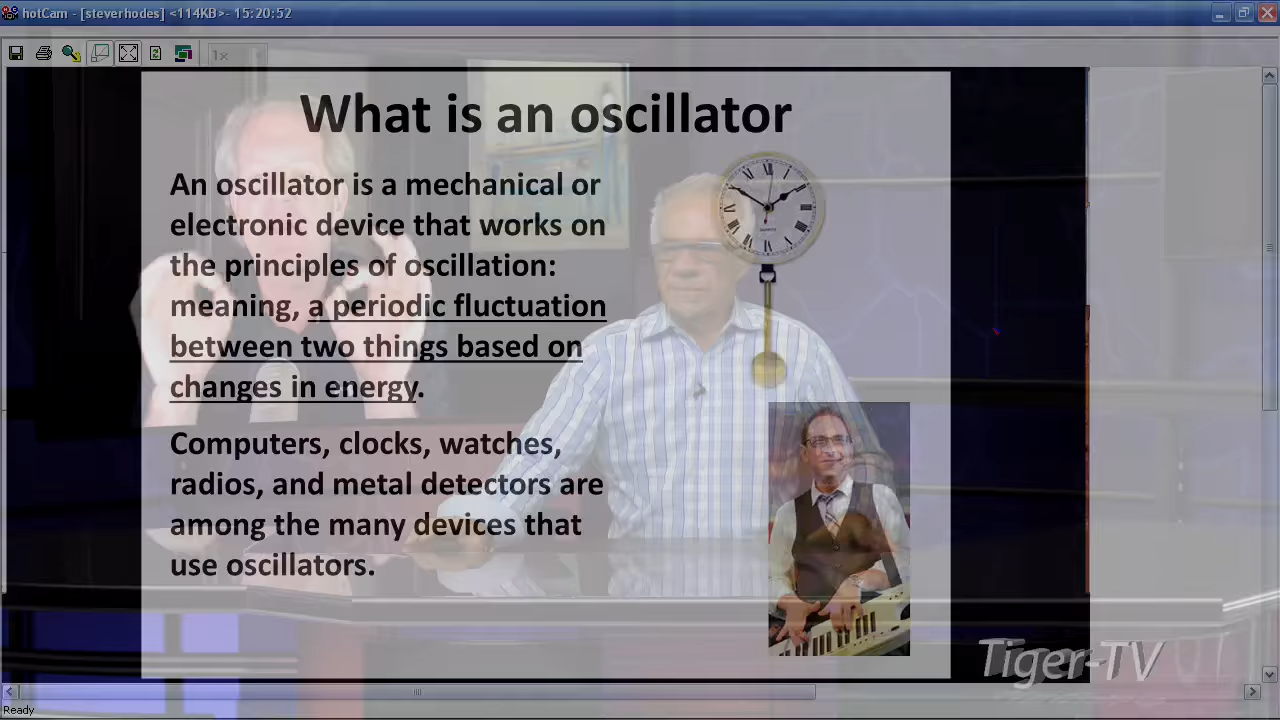 hotCam - [steverhodes] <114KB>- 15:20:52
1x
What is an oscillator
An oscillator is a mechanical or
electronic device that works on
the principles of oscillation:
meaning, a periodic fluctuation
between two things based on
changes in energy.
Computers, clocks, watches,
radios, and metal detectors are
among the many devices that
use oscillators.
Tiger-TV
Ready